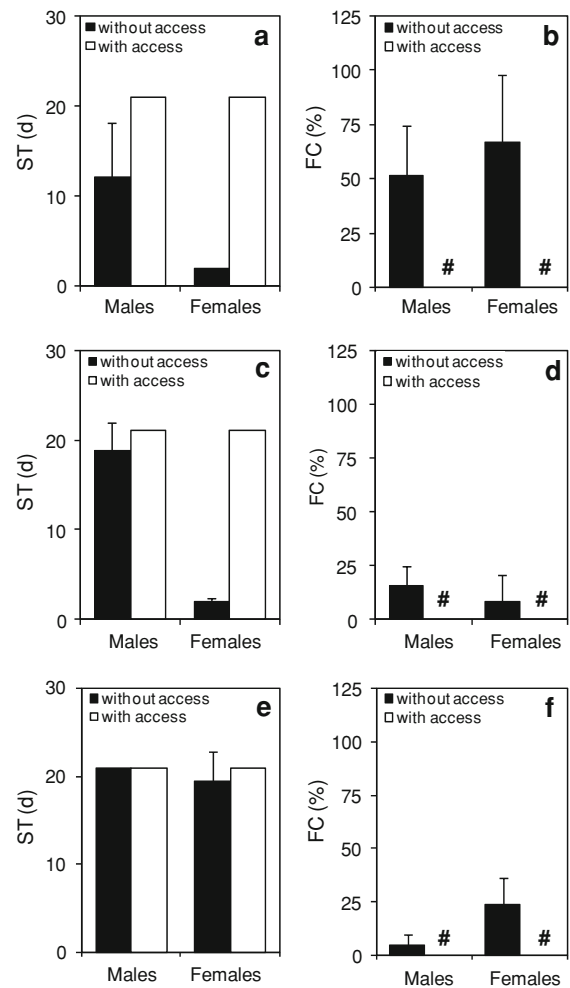 30
20
10
0
ST (d)
without access
with access
a
Males Females
125
100
75
50
25
0
FC (%)
without access
with access
b
# #
Males Females
30
20
10
0
ST (d)
without access
with access
c
Males Females
125
100
75
50
25
0
FC (%)
without access
with access
d
# #
Males Females
30
20
10
0
ST (d)
without access
with access
e
Males Females
125
100
75
50
25
0
FC (%)
without access
with access
f
# #
Males Females